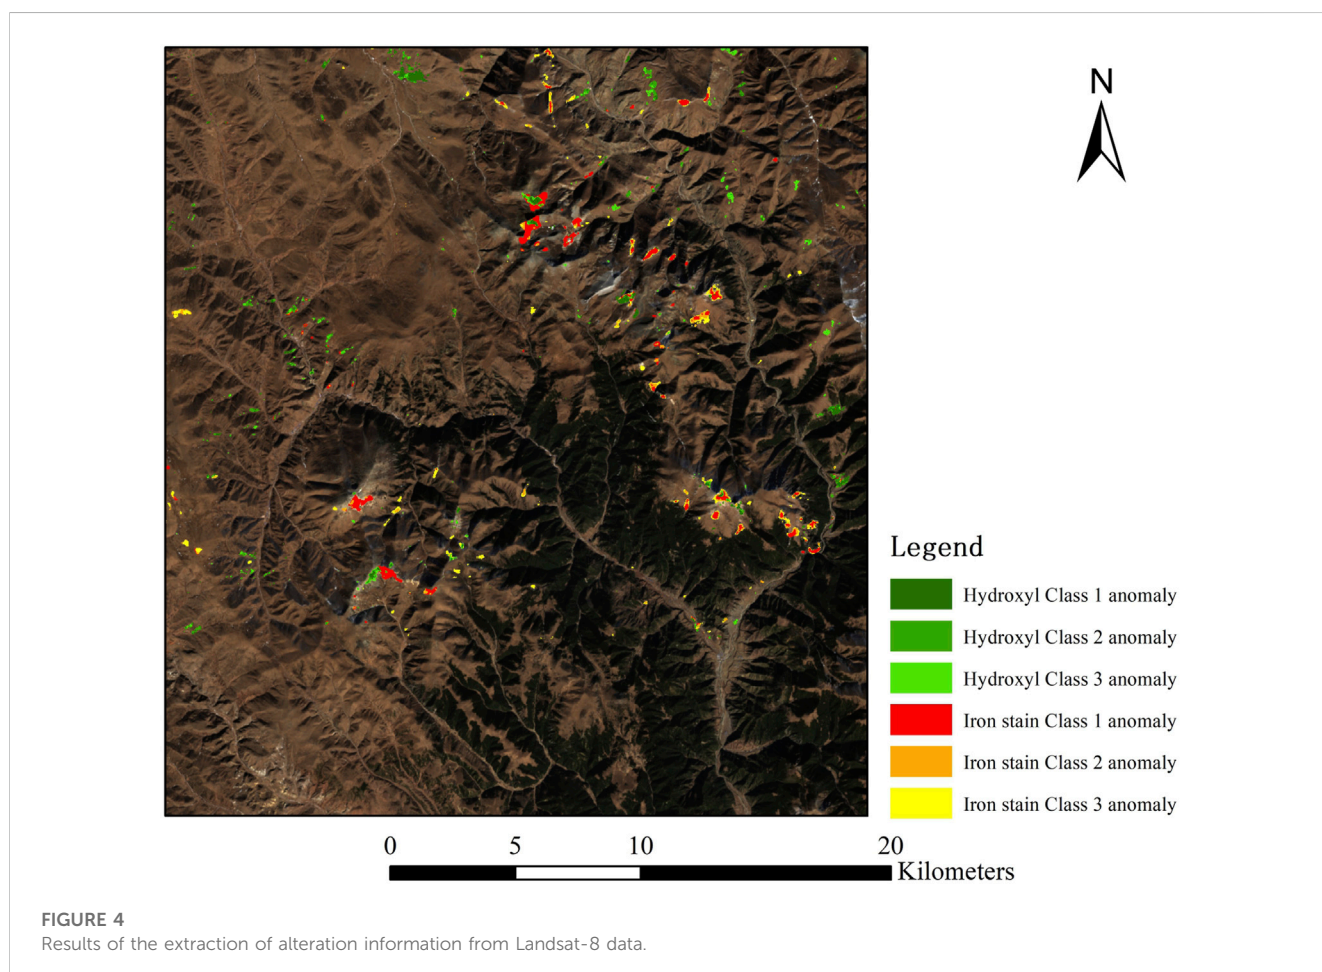 N
Legend
Hydroxyl Class 1 anomaly
Hydroxyl Class 2 anomaly
Hydroxyl Class 3 anomaly
Iron stain Class 1 anomaly
Iron stain Class 2 anomaly
Iron stain Class 3 anomaly
0 5 10 20
Kilometers
FIGURE 4
Results of the extraction of alteration information from Landsat-8 data.